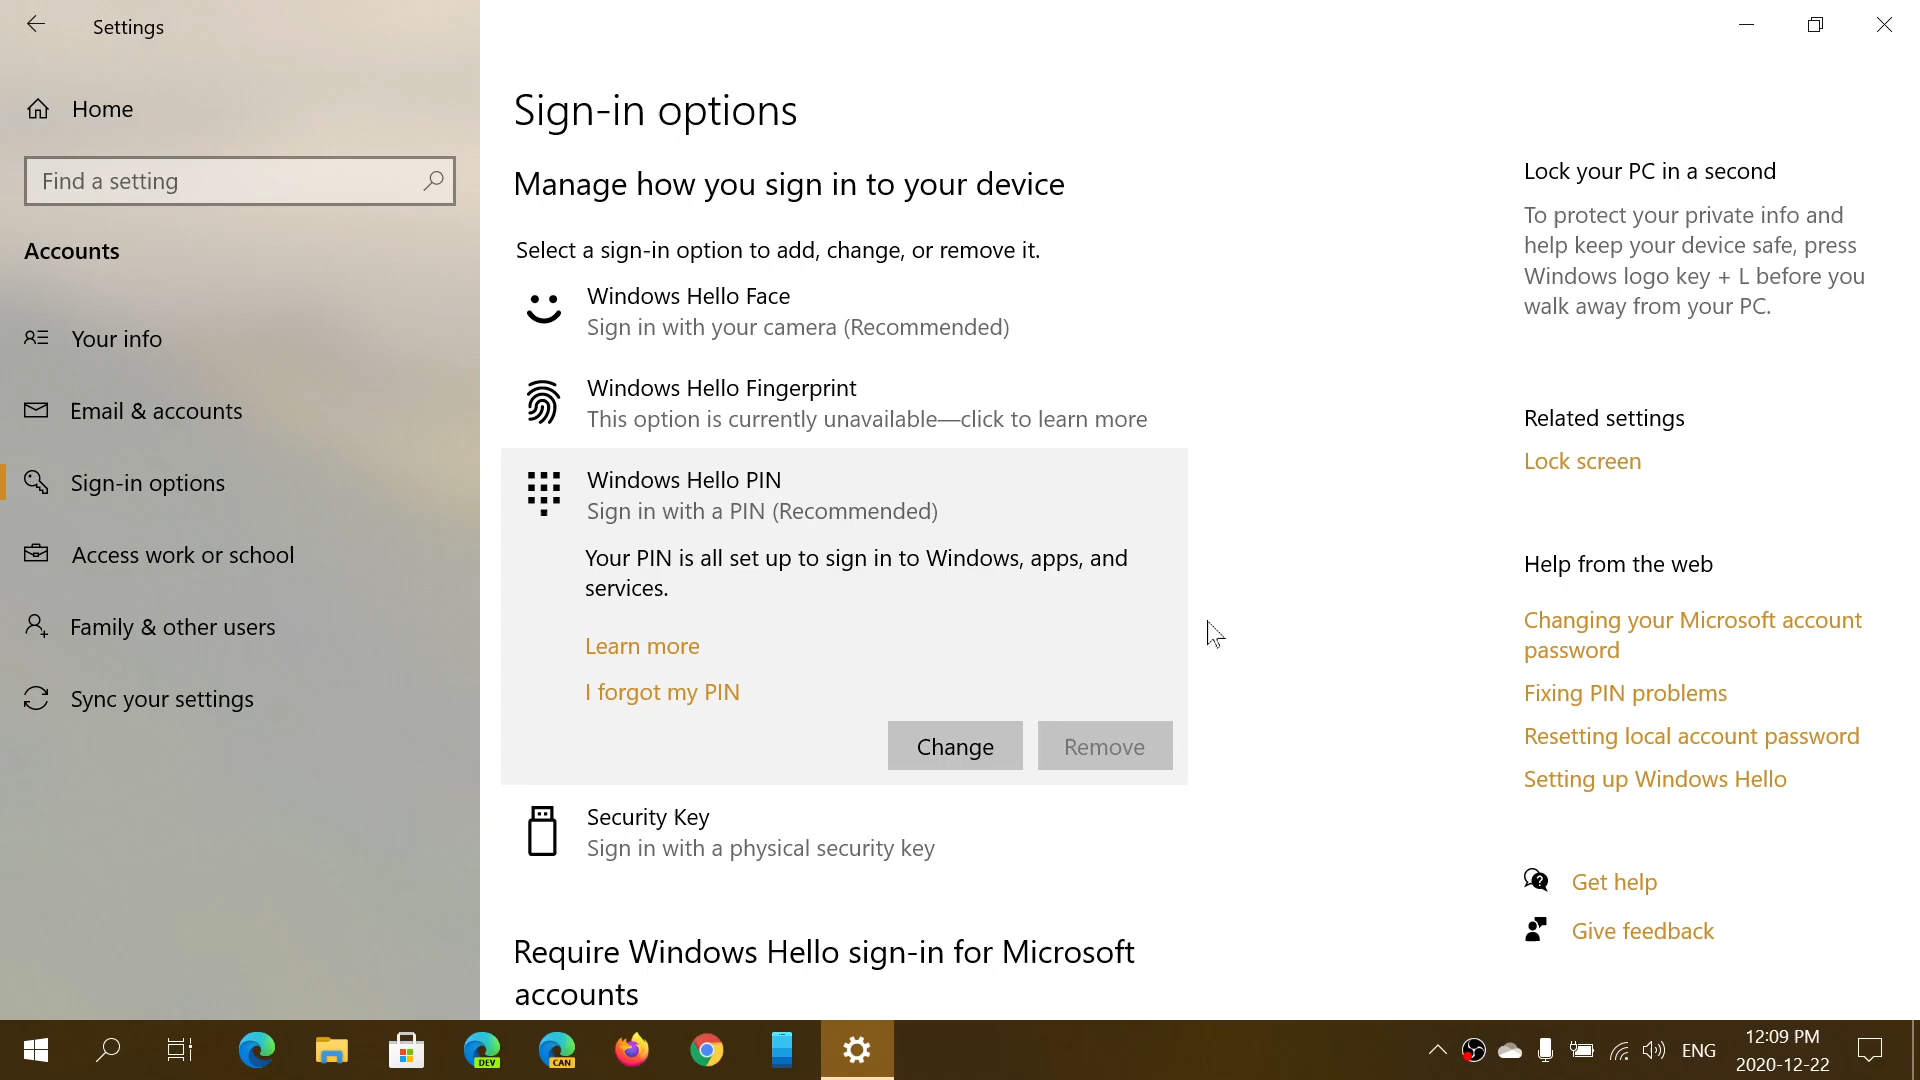 Settings
Home
Find a setting
Accounts
Your info
Email & accounts
Sign-in options
Access work or school
Family & other users
Sync your settings
Sign-in options
Manage how you sign in to your device
Select a sign-in option to add, change, or remove it.
Windows Hello Face
Sign in with your camera (Recommended)
Windows Hello Fingerprint
This option is currently unavailable—click to learn more
Windows Hello PIN
Sign in with a PIN (Recommended)
Your PIN is all set up to sign in to Windows, apps, and
services.
Learn more
I forgot my PIN
Change
Remove
Security Key
Sign in with a physical security key
Require Windows Hello sign-in for Microsoft
accounts
Lock your PC in a second
To protect your private info and
help keep your device safe, press
Windows logo key + L before you
walk away from your PC.
Related settings
Lock screen
Help from the web
Changing your Microsoft account
password
Fixing PIN problems
Resetting local account password
Setting up Windows Hello
Get help
Give feedback
DEV
CAN
ENG
12:09 PM
2020-12-22